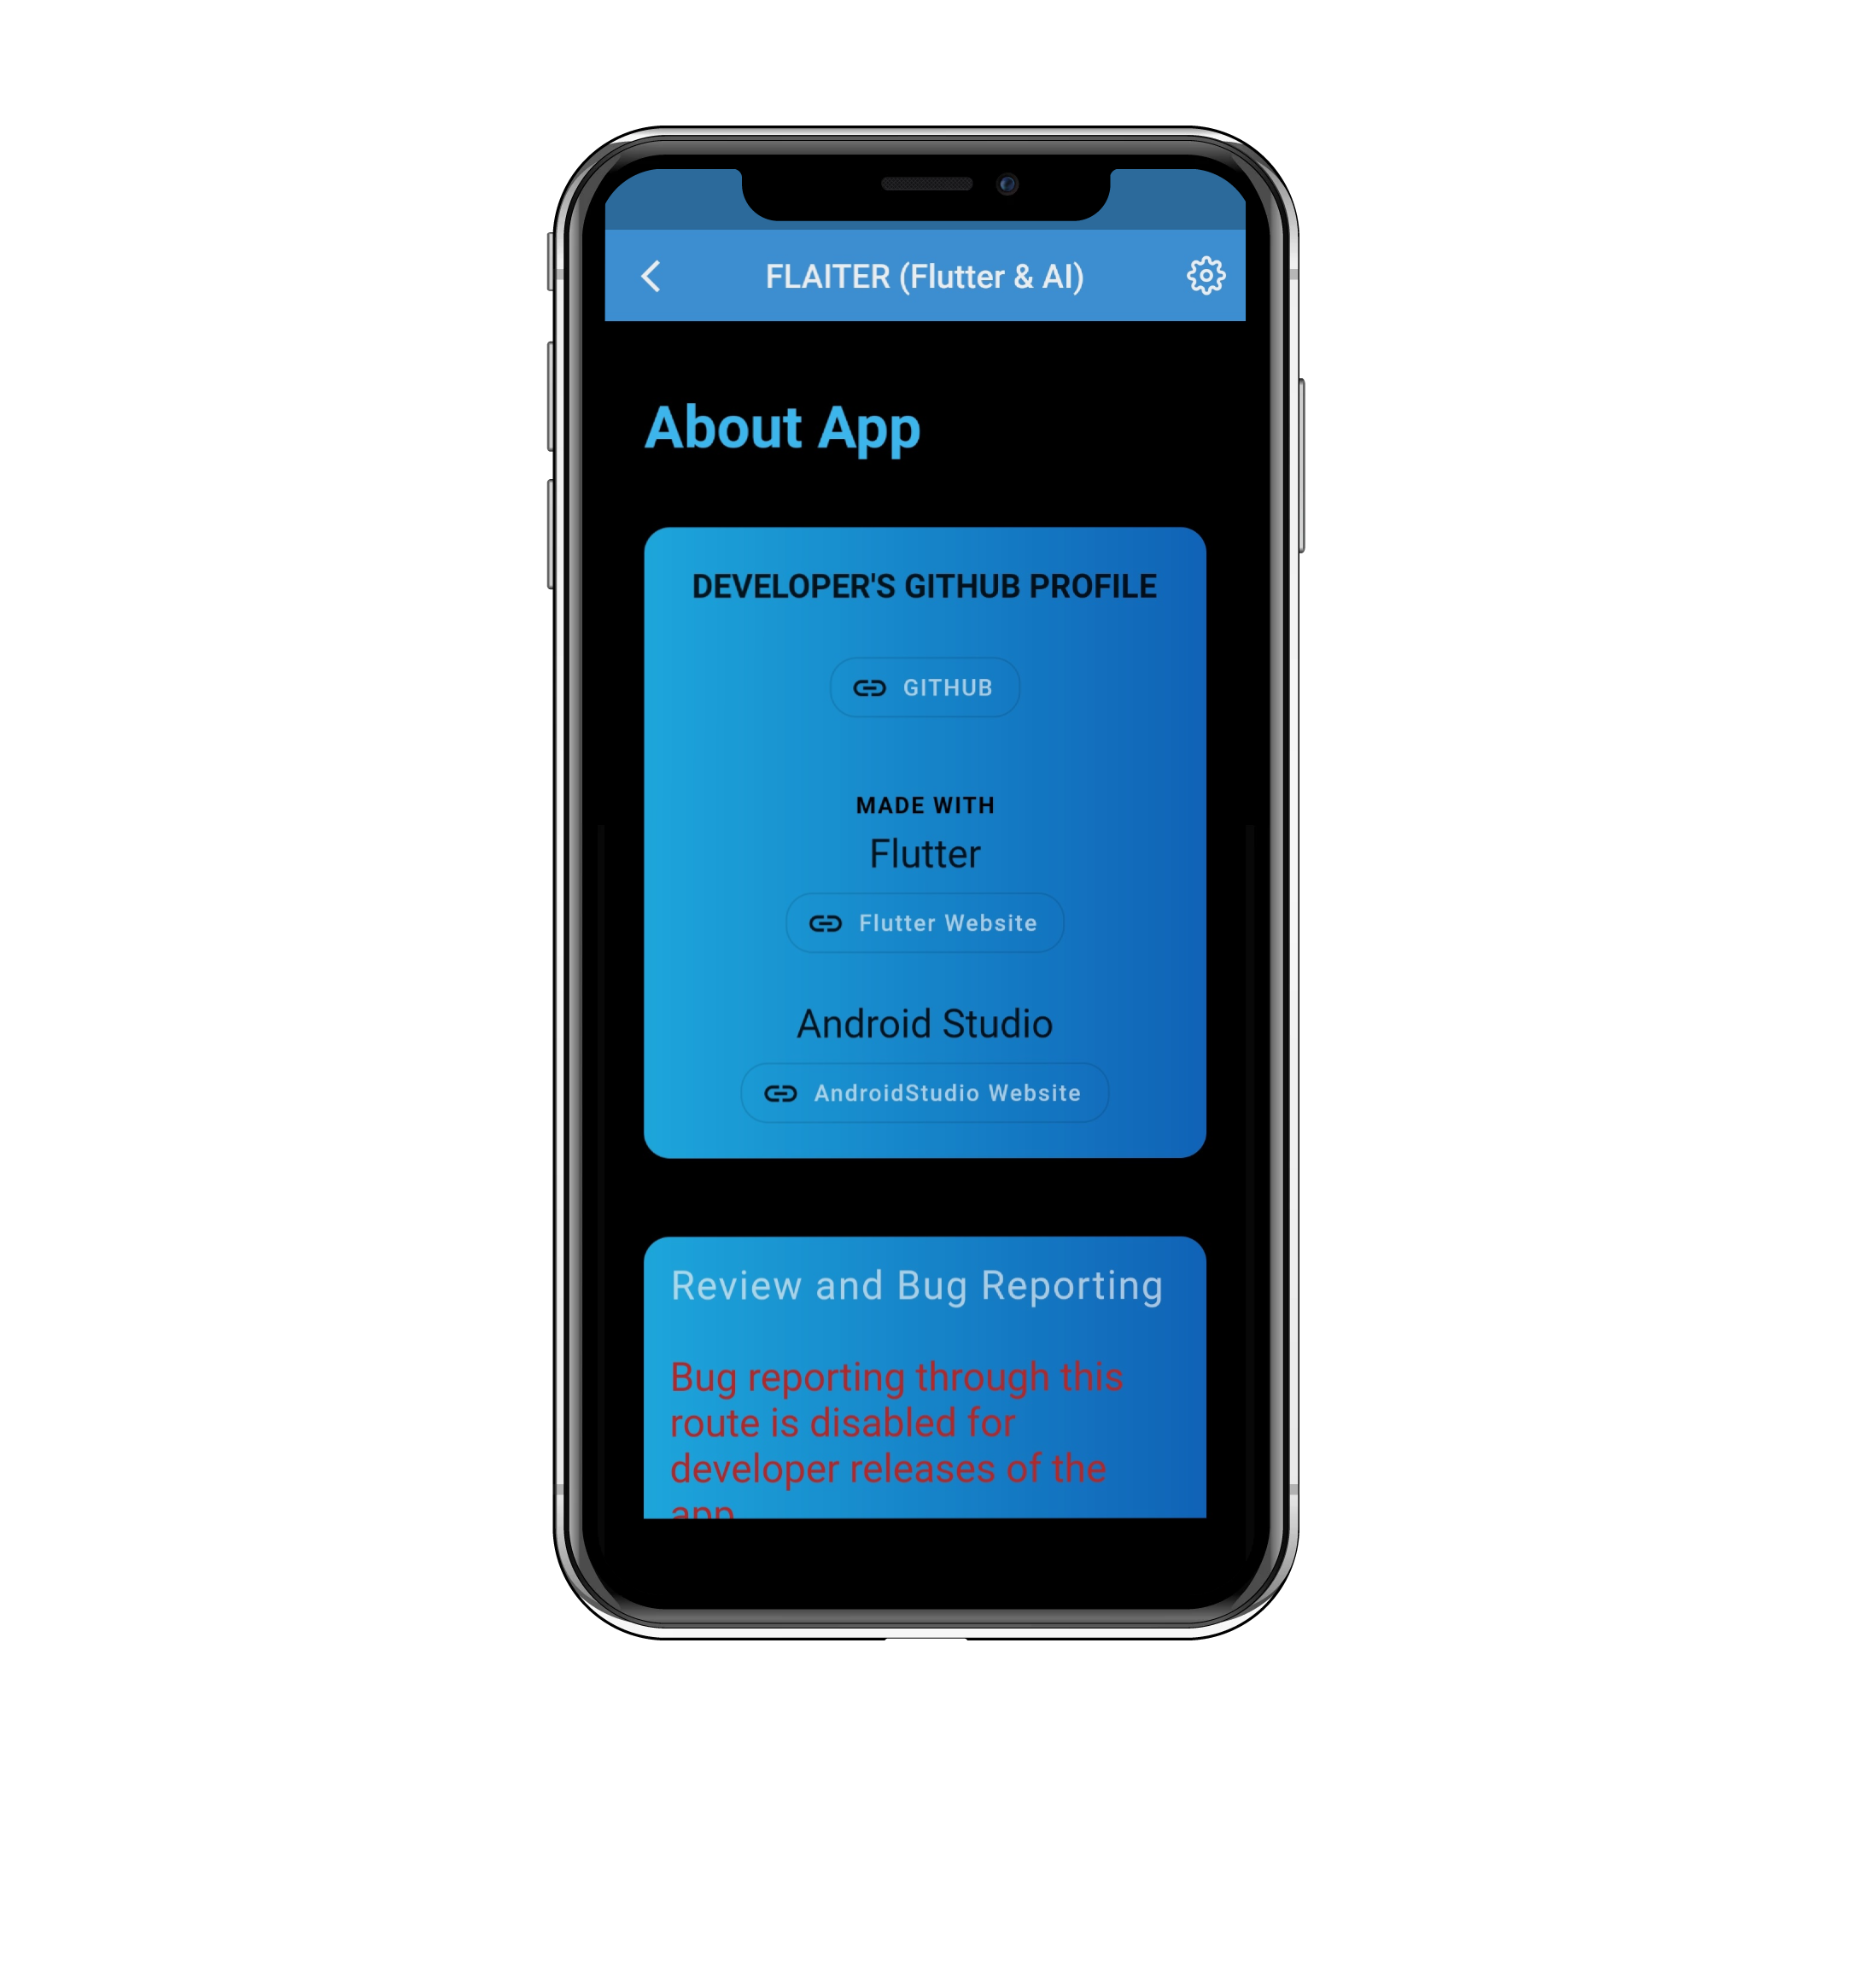 FLAITER (Flutter & AI)
About App
DEVELOPER'S GITHUB PROFILE
GITHUB
MADE WITH
Flutter
Flutter Website
Android Studio
AndroidStudio Website
Review and Bug Reporting
Bug reporting through this
route is disabled for
developer releases of the
app